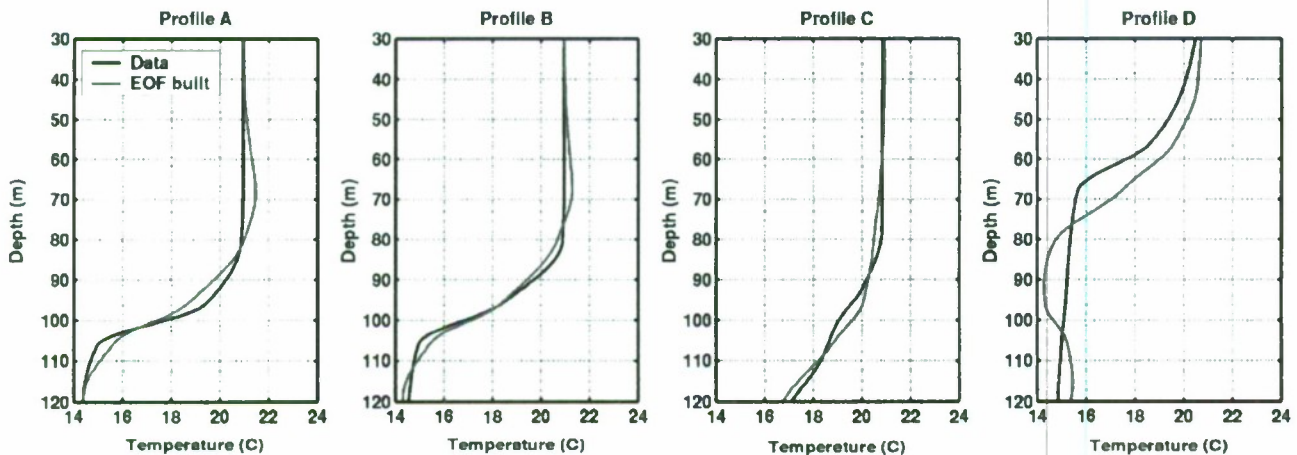 Profile A
30
40
50
60
70
80
90
100
110
120
Depth (m)
14 16 18 20 22 24
Temperature (C)
Data
EOF built
Profile B
30
40
50
60
70
80
90
100
110
120
Depth (m)
14 16 18 20 22 24
Temperature (C)
Profile C
30
40
50
60
70
80
90
100
110
120
Depth (m)
14 16 18 20 22 24
Temperature (C)
Profile D
30
40
50
60
70
80
90
100
110
120
Depth (m)
14 16 18 20 22 24
Temperature (C)